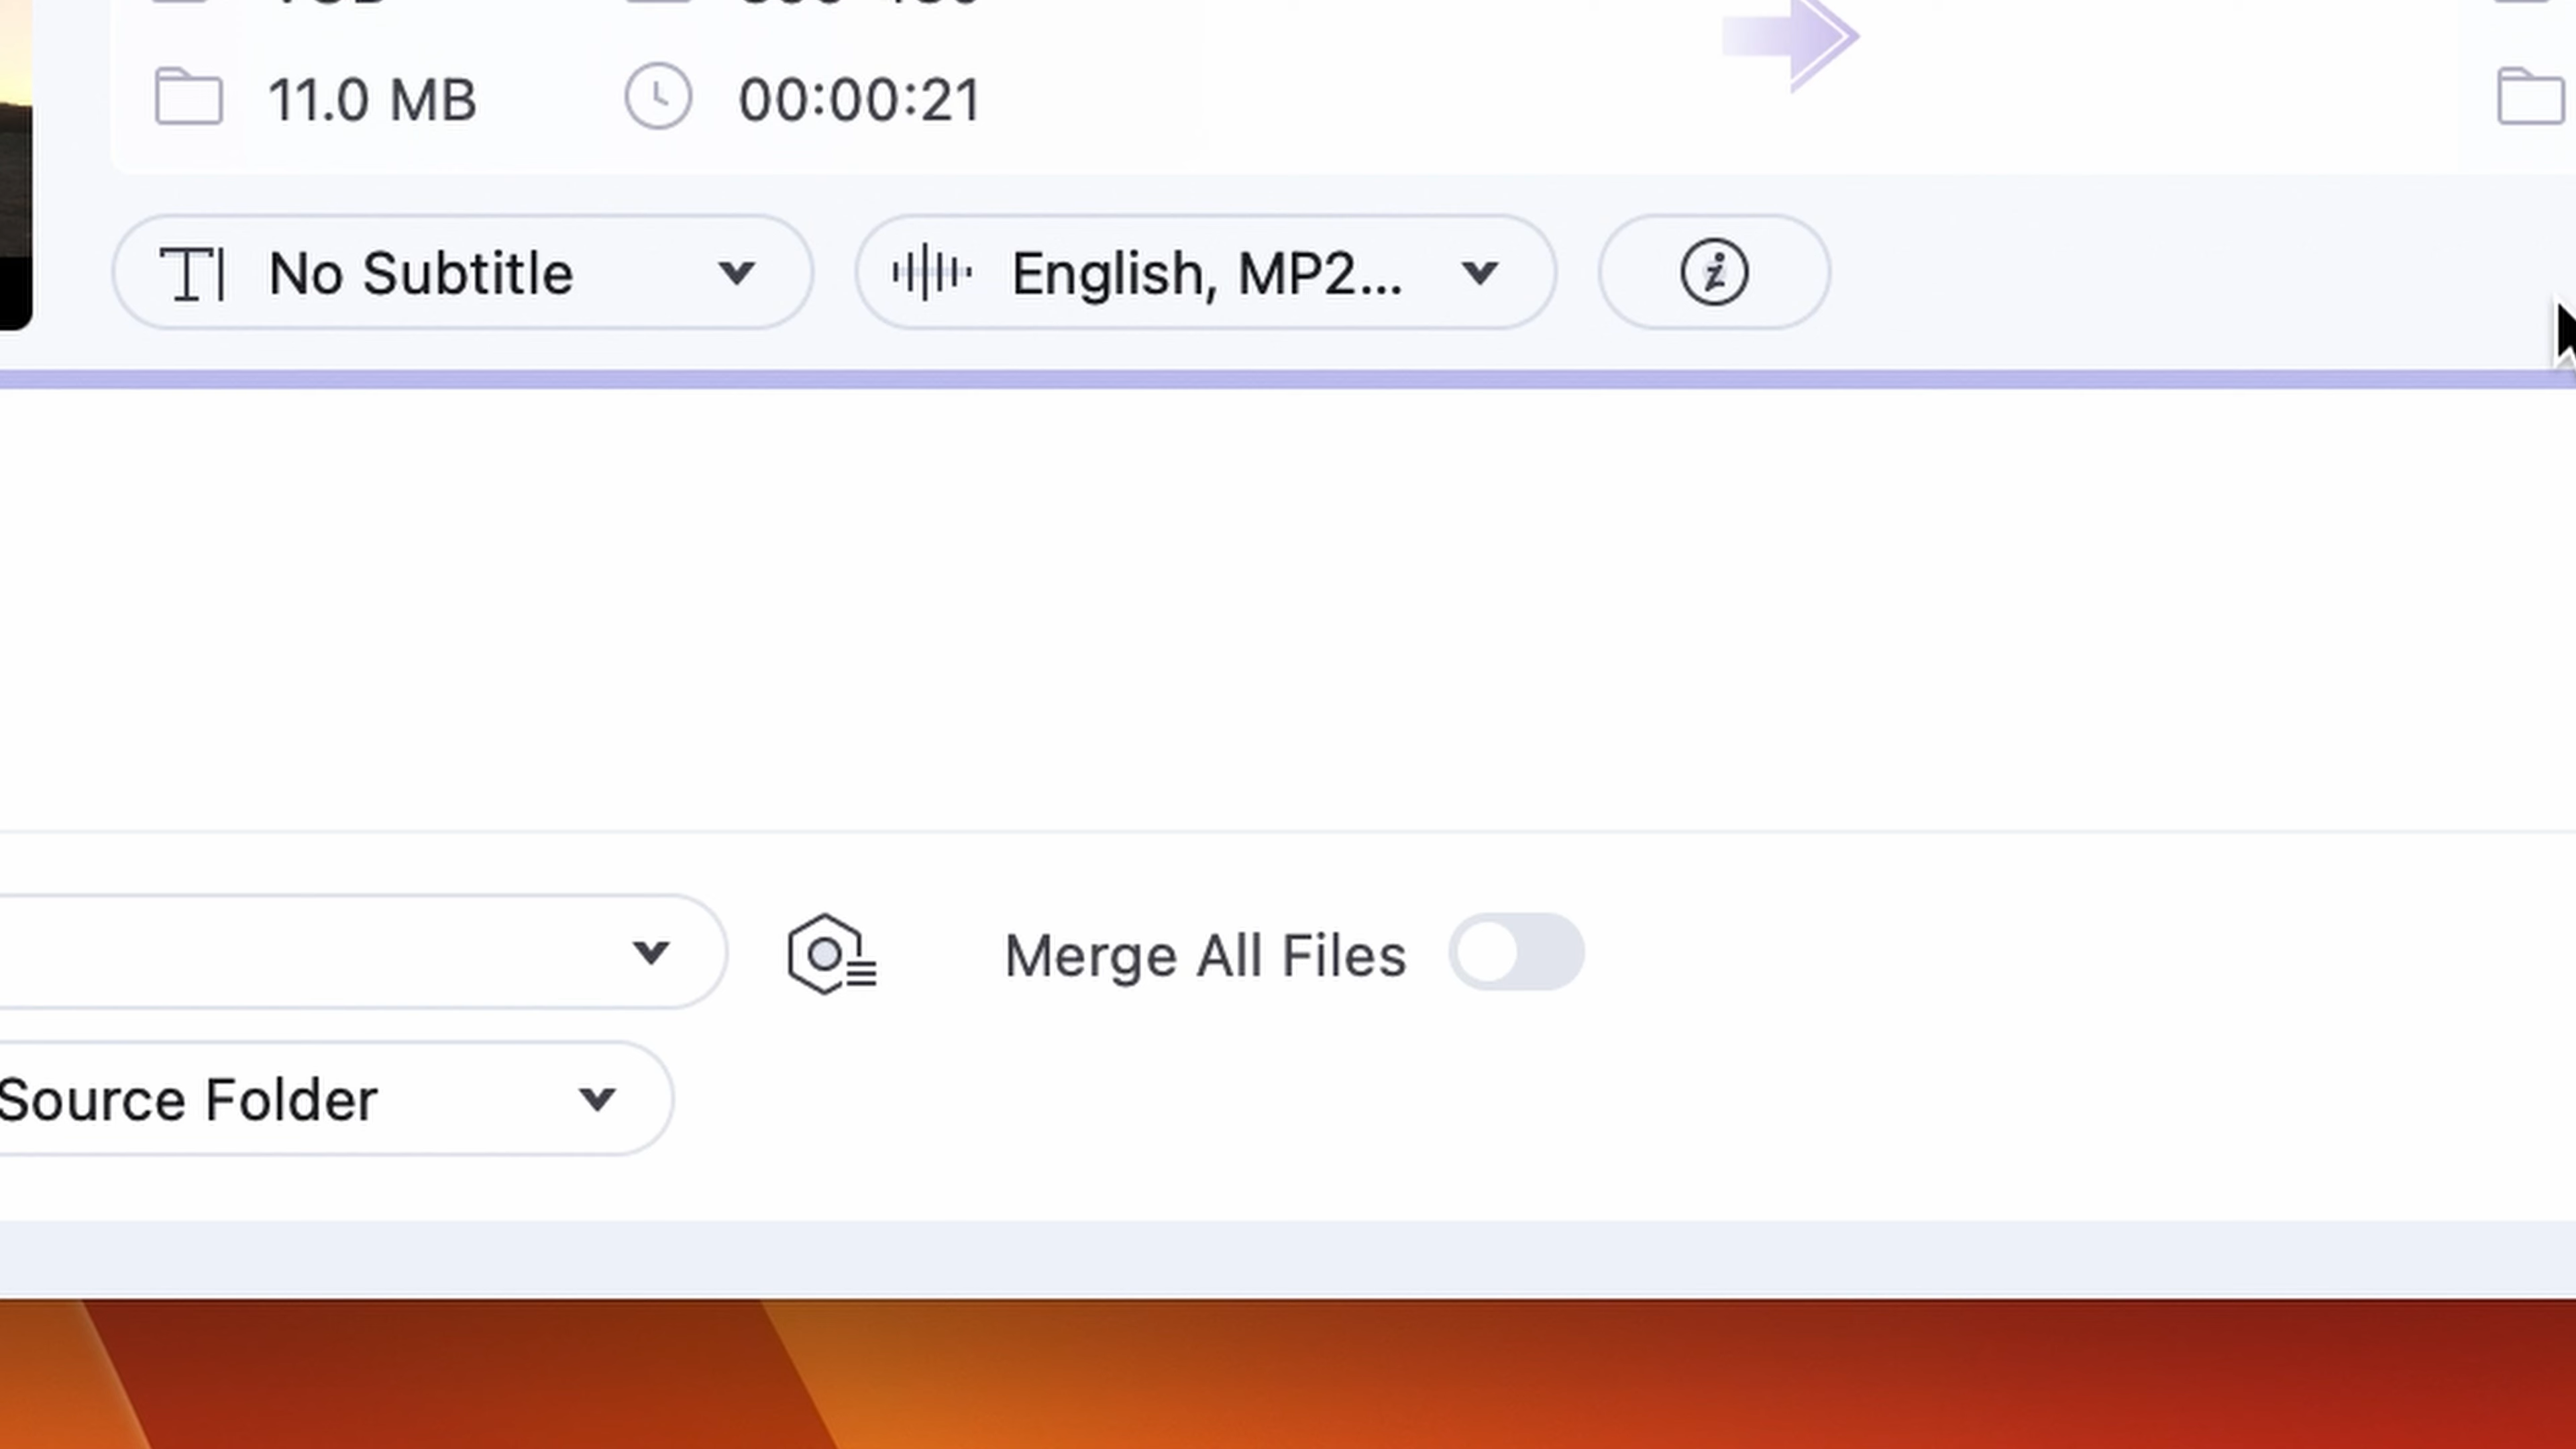 11.0 MB 00:00:21
No Subtitle English, MP2...
Merge All Files
Source Folder